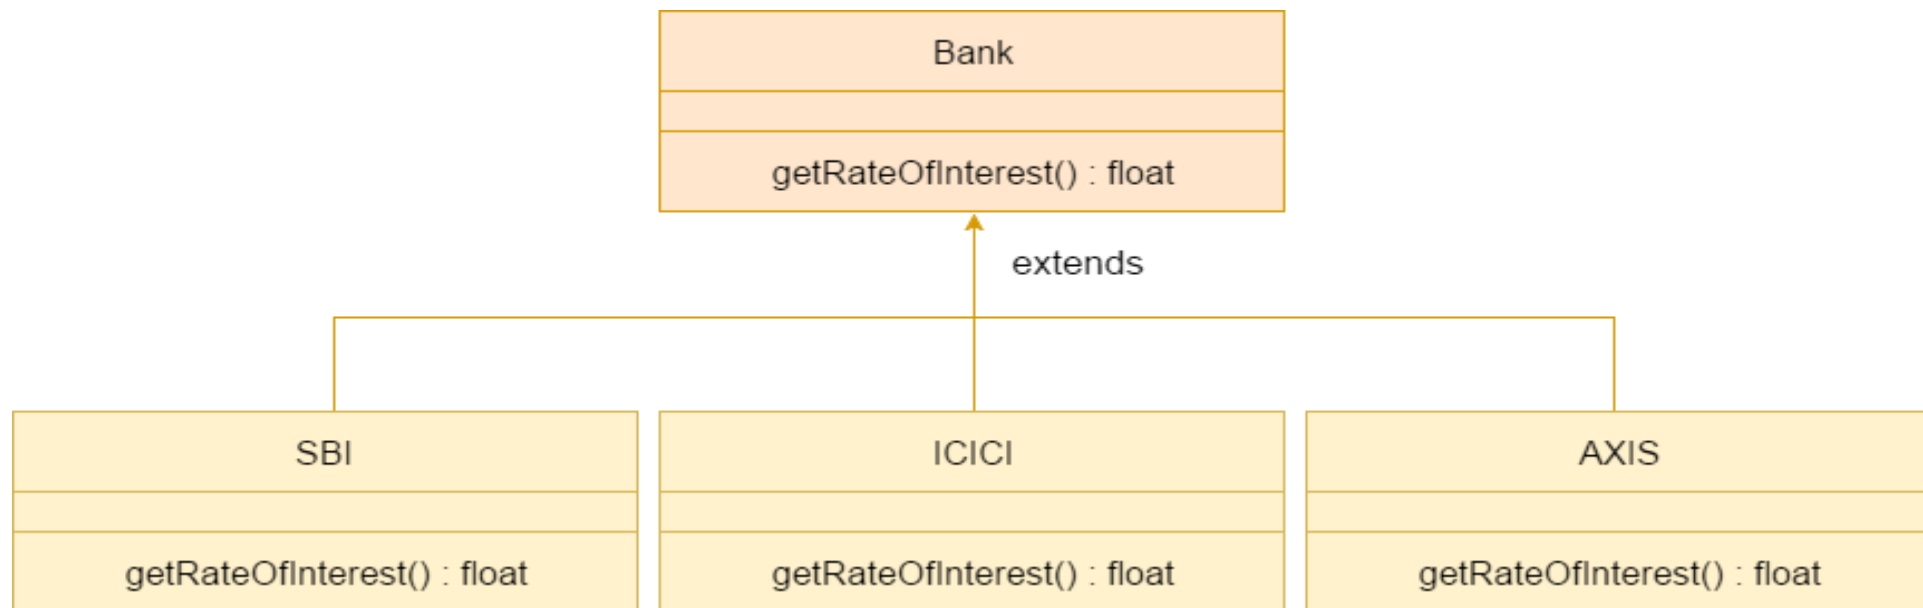 Bank
getRateOfInterest() : float
extends
SBI
ICICI
AXIS
getRateOfInterest() : float
getRateOfInterest() : float
getRateOfInterest() : float